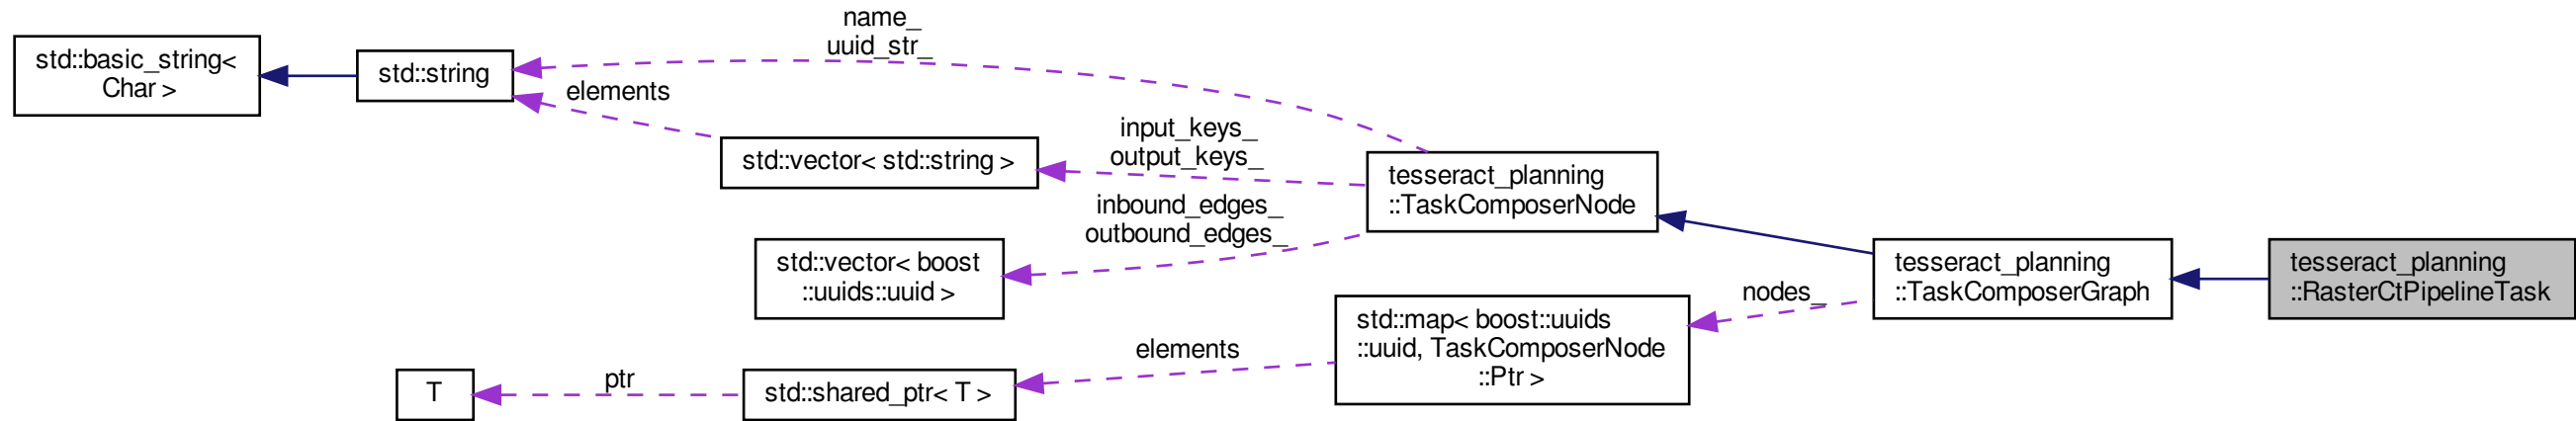 name_
uuid_str_
std::basic_string<
Char >
std::string
elements
std::vector< std::string >
input_keys_
output_keys_
tesseract_planning
::TaskComposerNode
inbound_edges_
outbound_edges_
std::vector< boost
::uuids::uuid >
tesseract_planning
::TaskComposerGraph
tesseract_planning
::RasterCtPipelineTask
nodes_
std::map< boost::uuids
::uuid, TaskComposerNode
::Ptr >
elements
std::shared_ptr< T >
ptr
T